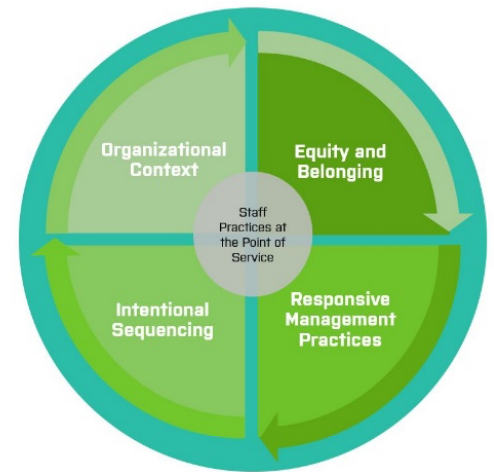 Organizational
Context
Equity and
Belonging
Staff
Practices at
the Point of
Service
Intentional
Sequencing
Responsive
Management
Practices